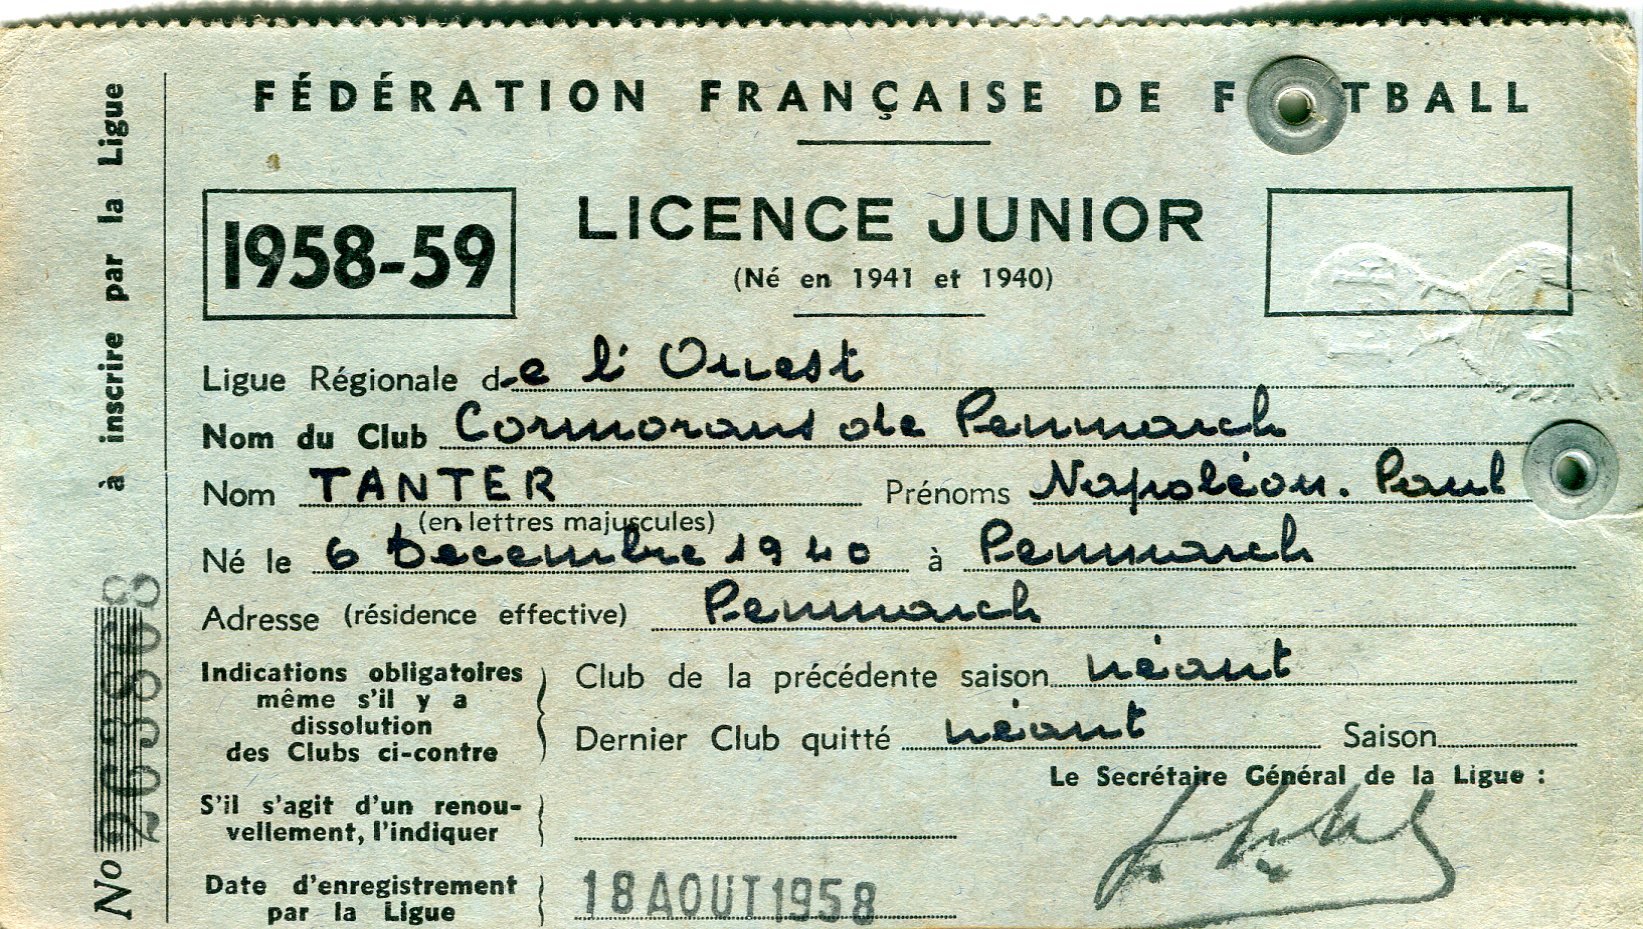 FÉDÉRATION FRANÇAISE DE FOOTBALL
1958-59
LICENCE JUNIOR
(Né en 1941 et 1940)
Ligue Régionale de l'Ouest
Nom du Club Cormorans de Penmarch
Nom TANTER Prénoms Napoléon. Paul
(en lettres majuscules)
Né le 6 Decembre 1940 à Penmarch
Adresse (résidence effective) Penmarch
Indications obligatoires
même s'il y a
dissolution
des Clubs ci-contre
Club de la précédente saison néant
Dernier Club quitté néant Saison
Le Secrétaire Général de la Ligue :
S'il s'agit d'un renou-
vellement, l'indiquer
Date d'enregistrement
par la Ligue
18 AOUT 1958
No
à inscrire par la Ligue